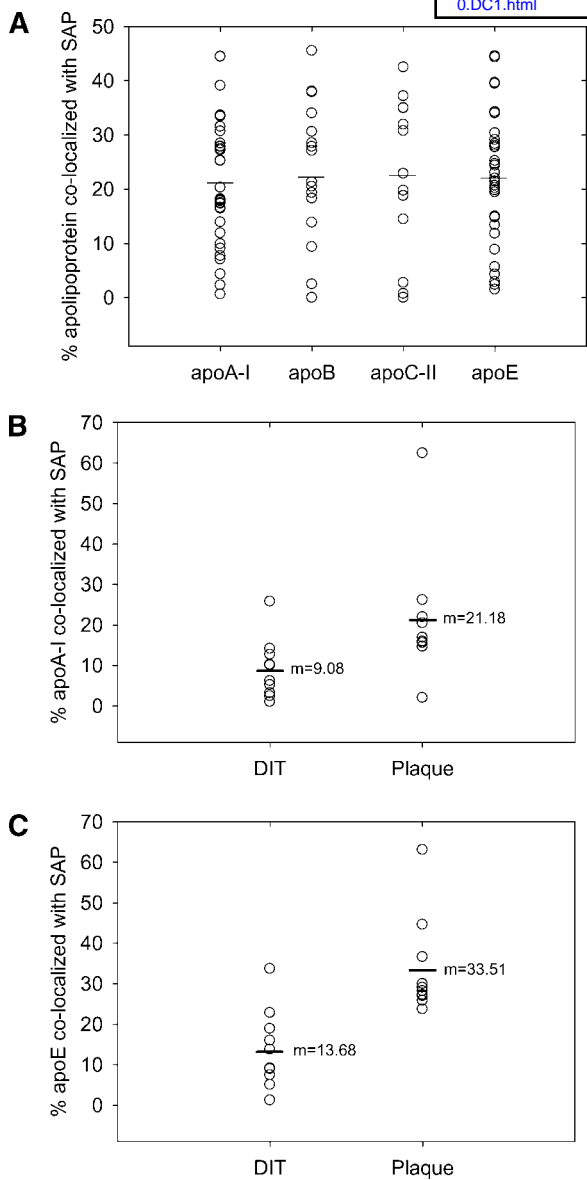 0.DC1.html
A
% apolipoprotein co-localized with SAP
50
40
30
20
10
0
apoA-I apoB apoC-II apoE
B
% apoA-I co-localized with SAP
70
60
50
40
30
20
10
0
m=21.18
m=9.08
DIT Plaque
C
% apoE co-localized with SAP
70
60
50
40
30
20
10
0
m=33.51
m=13.68
DIT Plaque